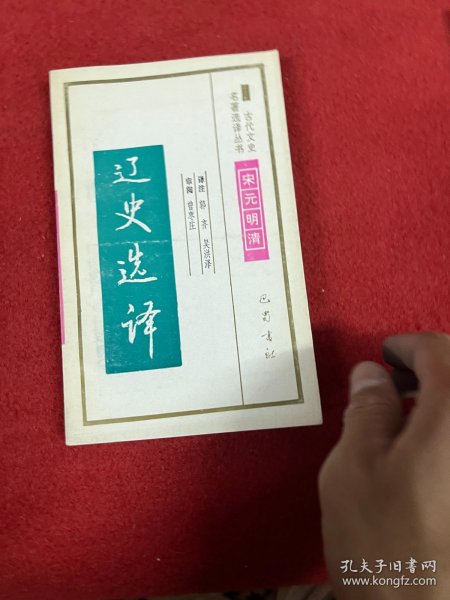 古代文史
名著选译丛书
宋元明清
译注 郭齐 吴洪泽
审阅 曾枣庄
辽史选译
巴蜀书社
孔夫子旧书网
www.kongfz.com